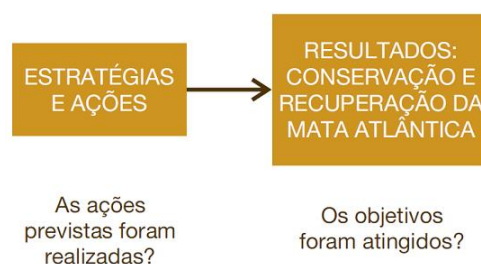 ESTRATÉGIAS
E AÇÕES
RESULTADOS:
CONSERVAÇÃO E
RECUPERAÇÃO DA
MATA ATLÂNTICA
As ações
previstas foram
realizadas?
Os objetivos
foram atingidos?